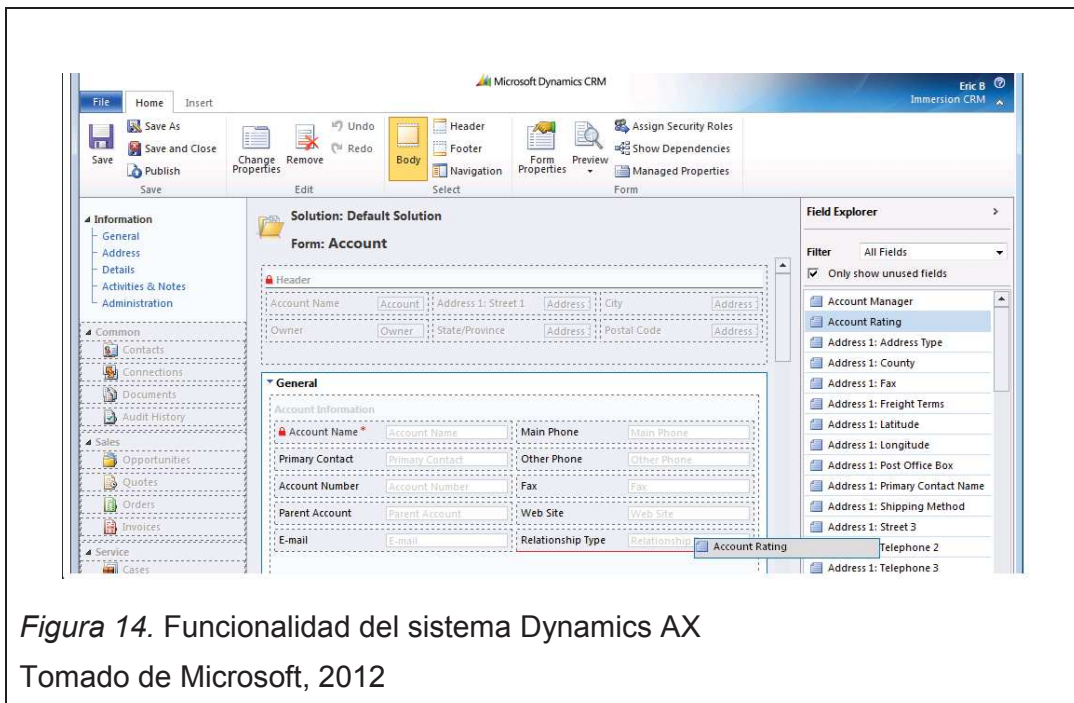 Microsoft Dynamics CRM
Eric B
Immersion CRM
File Home Insert
Save
Save As
Save and Close
Publish
Save
Change Properties
Remove
Undo
Redo
Edit
Body
Header
Footer
Navigation
Select
Form Properties
Preview
Assign Security Roles
Show Dependencies
Managed Properties
Form
Information
General
Address
Details
Activities & Notes
Administration
Common
Contacts
Connections
Documents
Audit History
Sales
Opportunities
Quotes
Orders
Invoices
Service
Cases
Solution: Default Solution
Form: Account
Header
Account Name Account Address 1: Street 1 Address City Address
Owner Owner State/Province Address Postal Code Address
General
Account Information
Account Name * Account Name Main Phone Main Phone
Primary Contact Primary Contact Other Phone Other Phone
Account Number Account Number Fax Fax
Parent Account Parent Account Web Site Web Site
E-mail E-mail Relationship Type Relationship
Account Rating
Field Explorer >
Filter All Fields
Only show unused fields
Account Manager
Account Rating
Address 1: Address Type
Address 1: County
Address 1: Fax
Address 1: Freight Terms
Address 1: Latitude
Address 1: Longitude
Address 1: Post Office Box
Address 1: Primary Contact Name
Address 1: Shipping Method
Address 1: Street 3
Telephone 2
Address 1: Telephone 3
Figura 14. Funcionalidad del sistema Dynamics AX
Tomado de Microsoft, 2012